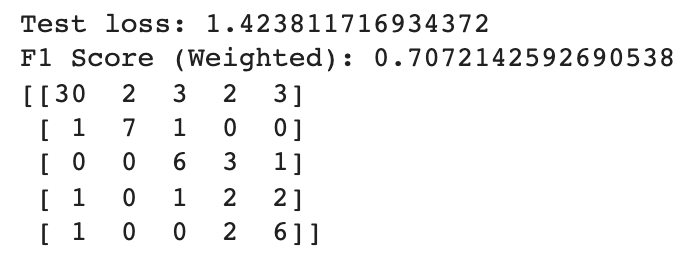 Test loss: 1.423811716934372
F1 Score (Weighted): 0.7072142592690538
[[30 2 3 2 3]
[ 1 7 1 0 0]
[ 0 0 6 3 1]
[ 1 0 1 2 2]
[ 1 0 0 2 6]]